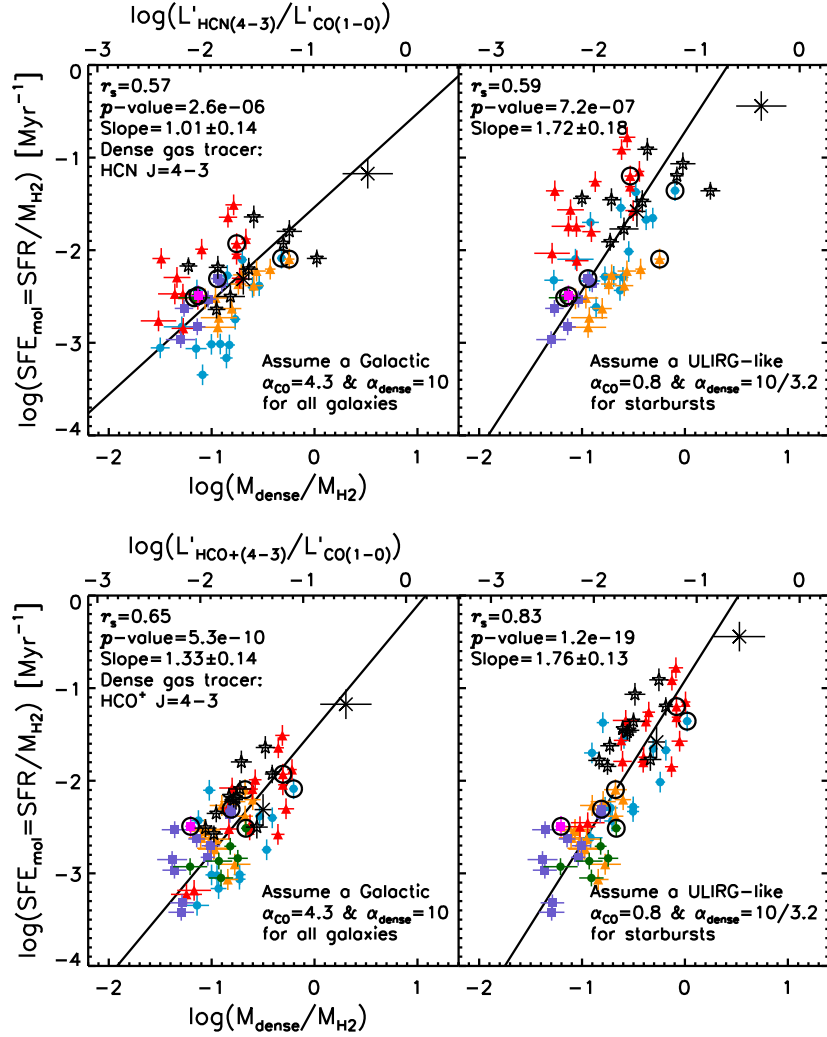 log(L'HCN(4−3)/L'CO(1−0))
−3 −2 −1 0 1
−3 −2 −1 0 1
0
−1
−2
−3
−4
log(SFEmol=SFR/MH2) [Myr−1]
rs=0.57
p-value=2.6e-06
Slope=1.01±0.14
Dense gas tracer:
HCN J=4-3
Assume a Galactic
αCO=4.3 & αdense=10
for all galaxies
rs=0.59
p-value=7.2e-07
Slope=1.72±0.18
Assume a ULIRG-like
αCO=0.8 & αdense=10/3.2
for starbursts
−2 −1 0 1
−2 −1 0 1
log(Mdense/MH2)
log(L'HCO+(4−3)/L'CO(1−0))
−3 −2 −1 0
−3 −2 −1 0
0
−1
−2
−3
−4
log(SFEmol=SFR/MH2) [Myr−1]
rs=0.65
p-value=5.3e-10
Slope=1.33±0.14
Dense gas tracer:
HCO+ J=4-3
Assume a Galactic
αCO=4.3 & αdense=10
for all galaxies
rs=0.83
p-value=1.2e-19
Slope=1.76±0.13
Assume a ULIRG-like
αCO=0.8 & αdense=10/3.2
for starbursts
−2 −1 0 1
−2 −1 0 1
log(Mdense/MH2)